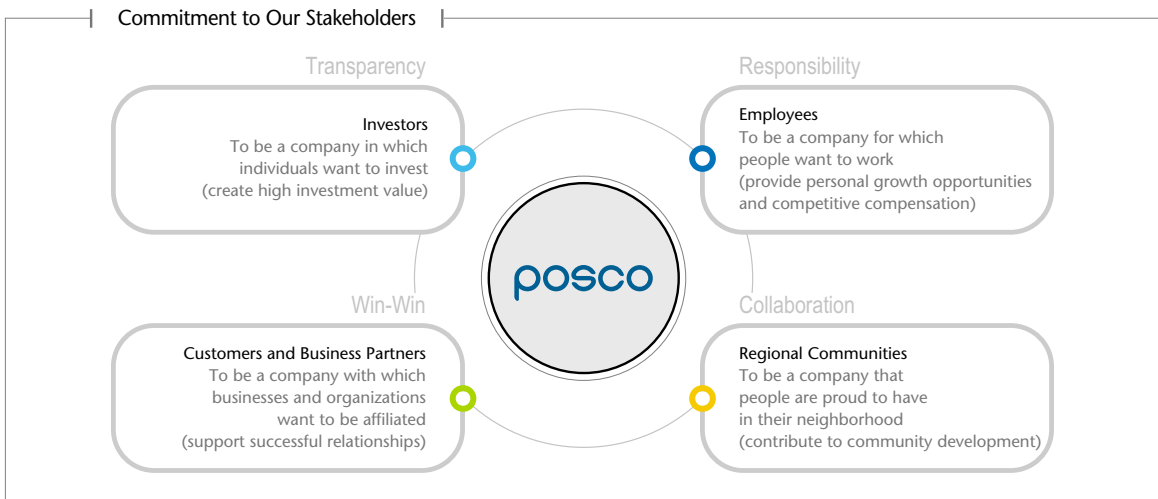 Commitment to Our Stakeholders
Transparency
Investors
To be a company in which
individuals want to invest
(create high investment value)
Responsibility
Employees
To be a company for which
people want to work
(provide personal growth opportunities
and competitive compensation)
posco
Win-Win
Customers and Business Partners
To be a company with which
businesses and organizations
want to be affiliated
(support successful relationships)
Collaboration
Regional Communities
To be a company that
people are proud to have
in their neighborhood
(contribute to community development)